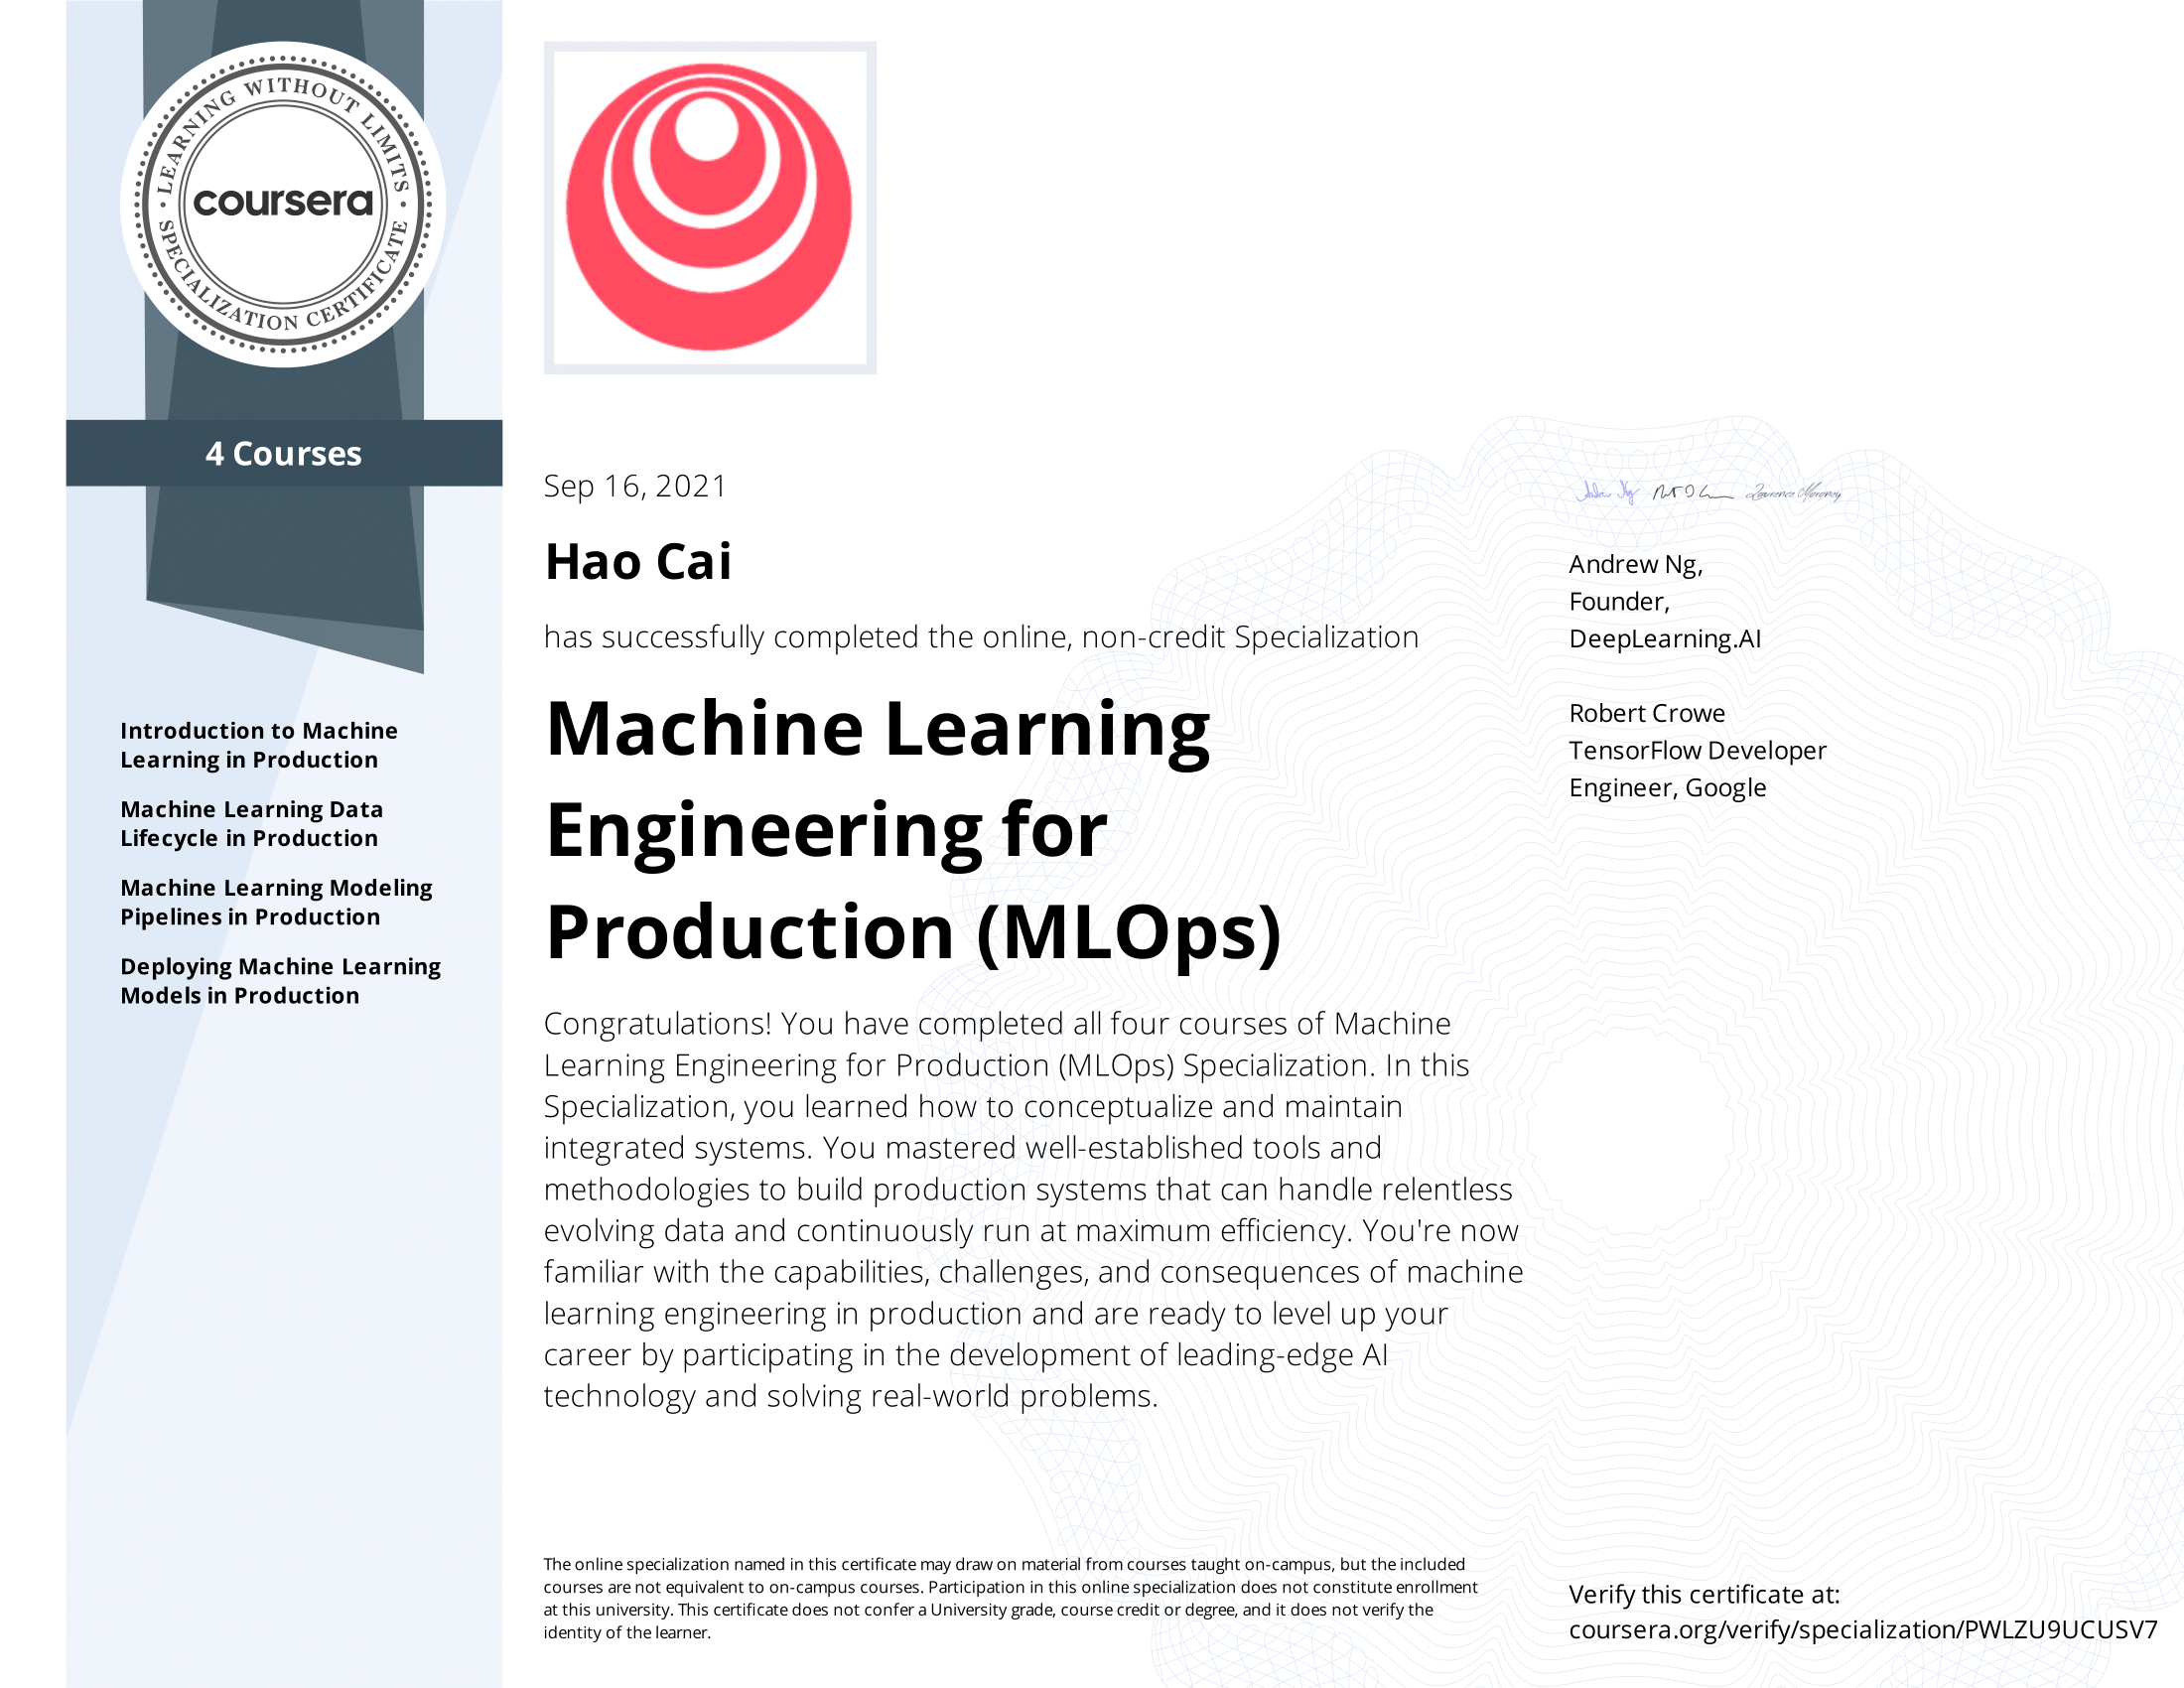 LEARNING WITHOUT LIMITS
coursera
SPECIALIZATION CERTIFICATE
4 Courses
Introduction to Machine
Learning in Production
Machine Learning Data
Lifecycle in Production
Machine Learning Modeling
Pipelines in Production
Deploying Machine Learning
Models in Production
Sep 16, 2021
Hao Cai
has successfully completed the online, non-credit Specialization
Machine Learning
Engineering for
Production (MLOps)
Congratulations! You have completed all four courses of Machine
Learning Engineering for Production (MLOps) Specialization. In this
Specialization, you learned how to conceptualize and maintain
integrated systems. You mastered well-established tools and
methodologies to build production systems that can handle relentless
evolving data and continuously run at maximum efficiency. You're now
familiar with the capabilities, challenges, and consequences of machine
learning engineering in production and are ready to level up your
career by participating in the development of leading-edge AI
technology and solving real-world problems.
The online specialization named in this certificate may draw on material from courses taught on-campus, but the included
courses are not equivalent to on-campus courses. Participation in this online specialization does not constitute enrollment
at this university. This certificate does not confer a University grade, course credit or degree, and it does not verify the
identity of the learner.
Andrew Ng Laurence Moroney
Andrew Ng,
Founder,
DeepLearning.AI
Robert Crowe
TensorFlow Developer
Engineer, Google
Verify this certificate at:
coursera.org/verify/specialization/PWLZU9UCUSV7